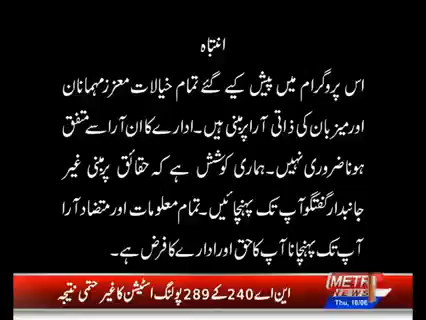 انتباہ
اس پروگرام میں پیش کیے گئے تمام خیالات معزز مہمانان
اور میزبان کی ذاتی آرا پر مبنی ہیں۔ ادارے کا ان آرا سے متفق
ہونا ضروری نہیں۔ ہماری کوشش ہے کہ حقائق پر مبنی غیر
جانبدار گفتگو آپ تک پہنچائیں۔ تمام معلومات اور متضاد آرا
آپ تک پہنچانا آپ کا حق اور ادارے کا فرض ہے۔
این اے 240 کے 289 پولنگ اسٹیشن کا غیر حتمی نتیجہ
METR1
NEWS
Thu, 16/06